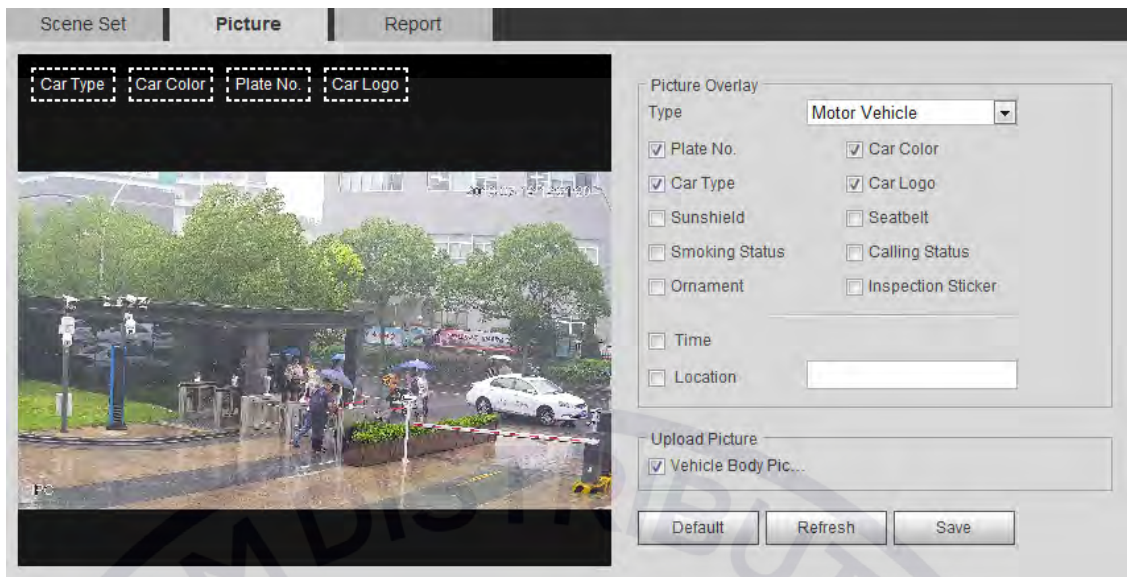 Scene Set Picture Report
Car Type Car Color Plate No. Car Logo
Picture Overlay
Type Motor Vehicle
Plate No. Car Color
Car Type Car Logo
Sunshield Seatbelt
Smoking Status Calling Status
Ornament Inspection Sticker
Time
Location
IPC
Upload Picture
Vehicle Body Pic...
Default Refresh Save